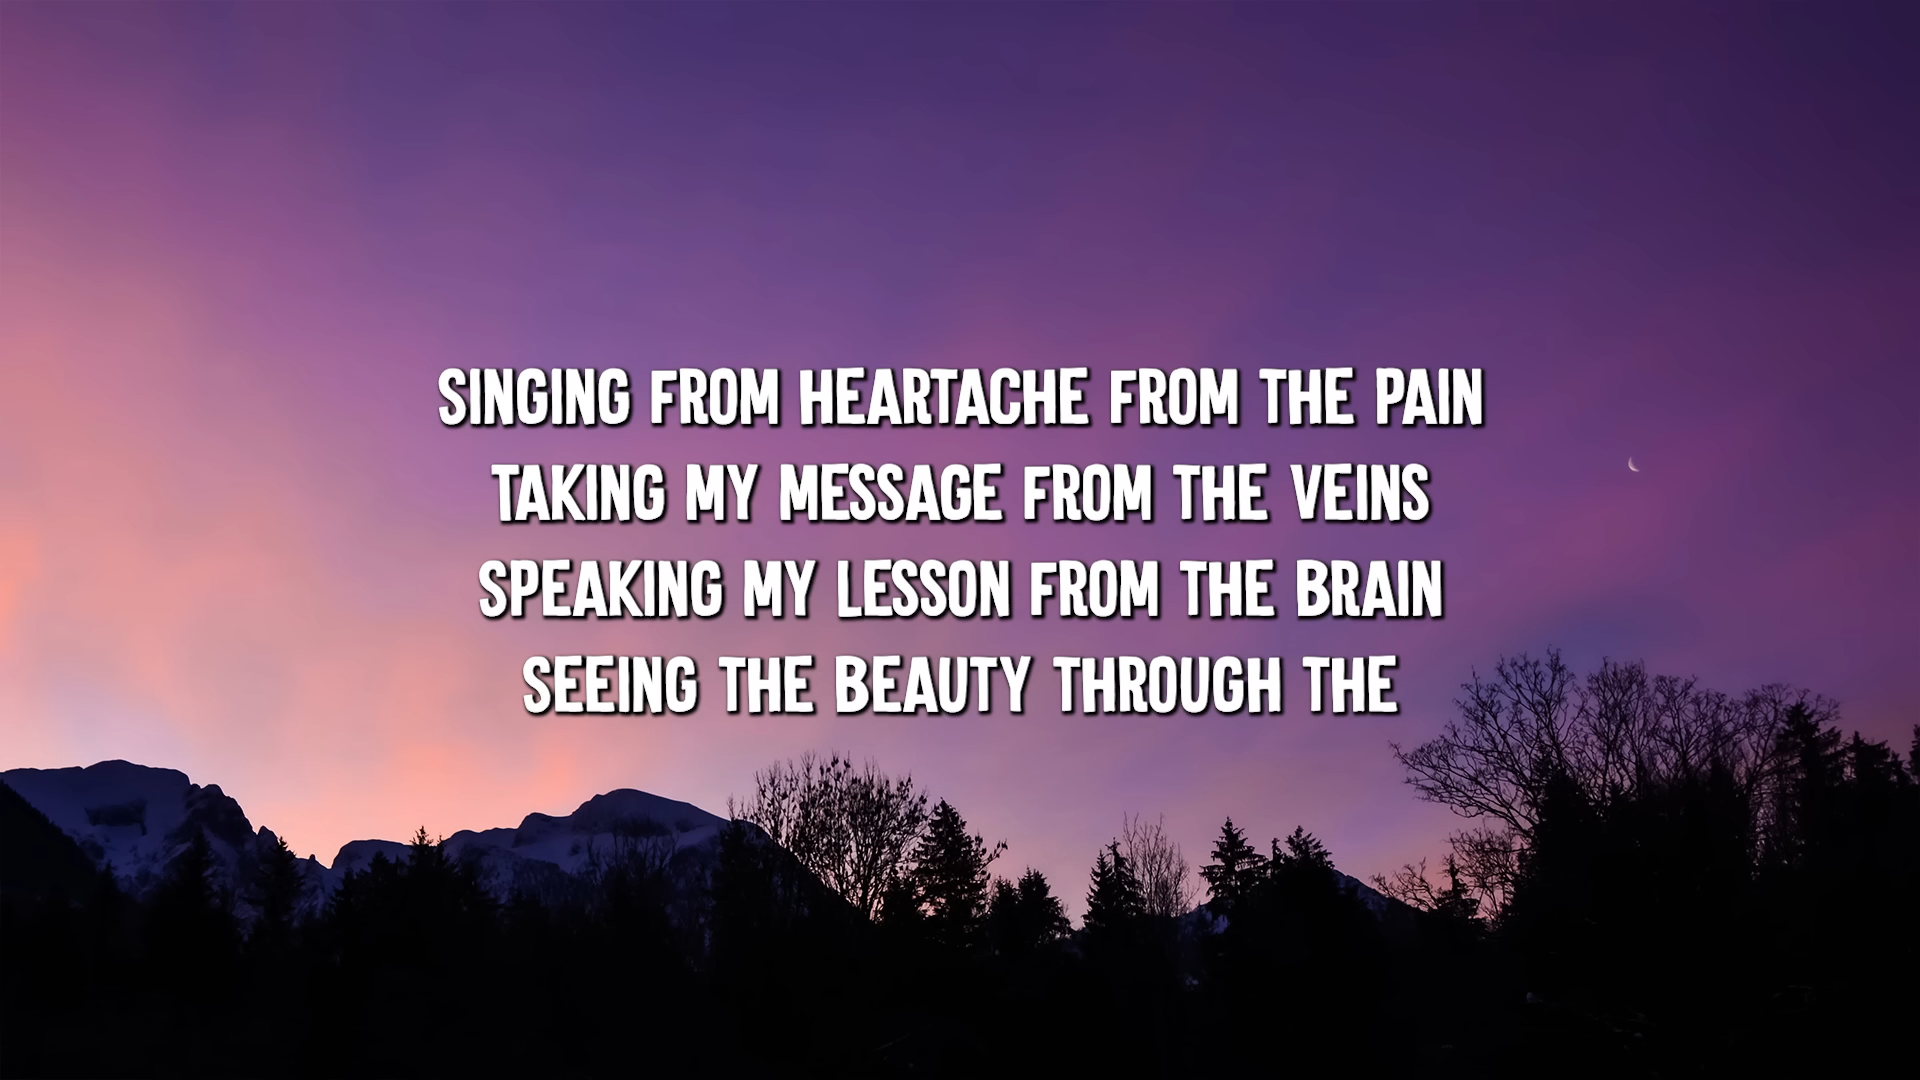 SINGING FROM HEARTACHE FROM THE PAIN
TAKING MY MESSAGE FROM THE VEINS
SPEAKING MY LESSON FROM THE BRAIN
SEEING THE BEAUTY THROUGH THE